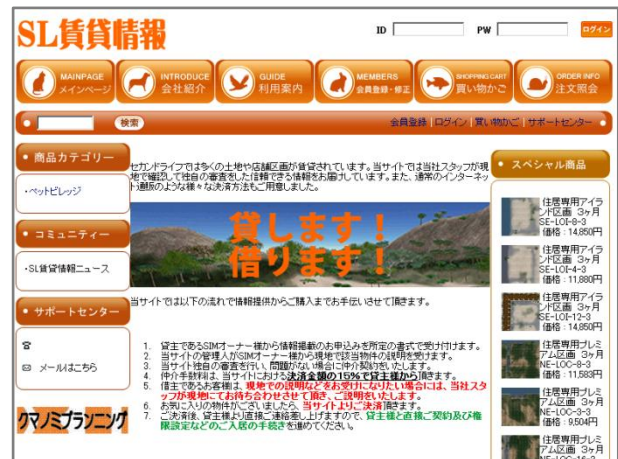 SL賃貸情報
ID
PW
ログイン
MAINPAGE
メインページ
INTRODUCE
会社紹介
GUIDE
利用案内
MEMBERS
会員登録・修正
SHOPPING CART
買い物かご
ORDER INFO
注文照会
検索
会員登録 | ログイン | 買い物かご | サポートセンター
商品カテゴリー
・ペットビレッジ
コミュニティー
・SL賃貸情報ニュース
サポートセンター
メールはこちら
クマノミプランニング
セカンドライフでは多くの土地や店舗区画が賃貸されています。当サイトでは当社スタッフが現
地で確認して独自の審査をした信頼できる情報をお届けしています。また、通常のインターネッ
ト通販のような様々な決済方法もご用意しました。
貸します！
借ります！
当サイトでは以下の流れで情報提供からご購入までお手伝いさせて頂きます。
1. 貸主であるSIMオーナー様から情報掲載のお申込みを所定の書式で受け付けます。
2. 当サイトの管理人がSIMオーナー様から現地で該当物件の説明を受けます。
3. 当サイト独自の審査を行い、問題がない場合に仲介契約をいたします。
4. 仲介手数料は、当サイトにおける決済金額の15%で貸主様から頂きます。
5. 借主であるお客様は、現地での説明などをお受けになりたい場合には、当社スタ
ッフが現地にてお待ち合わせさせて頂き、ご説明をいたします。
6. お気に入りの物件がございましたら、当サイトよりご決済頂きます。
7. ご決済後、貸主様より直接ご連絡差し上げますので、貸主様と直接ご契約及び権
限設定などのご入居の手続きを進めてください。
スペシャル商品
住居専用アイラ
ンド区画 3ヶ月
SE-LOI-8-3
価格：14,850円
住居専用アイラ
ンド区画 3ヶ月
SE-LOI-4-3
価格：11,880円
住居専用アイラ
ンド区画 3ヶ月
SE-LOI-12-3
価格：14,850円
住居専用プレミ
アム区画 3ヶ月
NE-LOC-8-3
価格：11,583円
住居専用プレミ
アム区画 3ヶ月
NE-LOC-3-3
価格：9,504円
住居専用プレミ
アム区画 3ヶ月